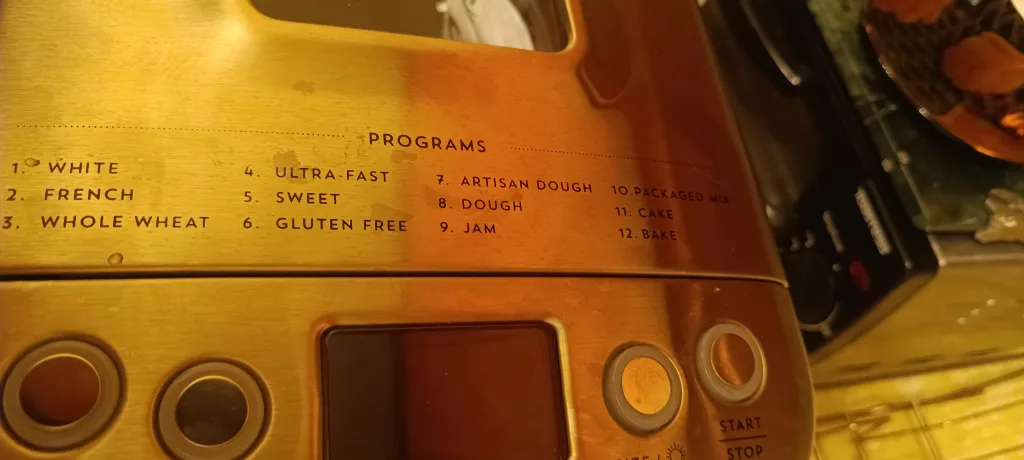 PROGRAMS
1. WHITE
2. FRENCH
3. WHOLE WHEAT
4. ULTRA-FAST
5. SWEET
6. GLUTEN FREE
7. ARTISAN DOUGH
8. DOUGH
9. JAM
10. PACKAGED MIX
11. CAKE
12. BAKE
START
STOP